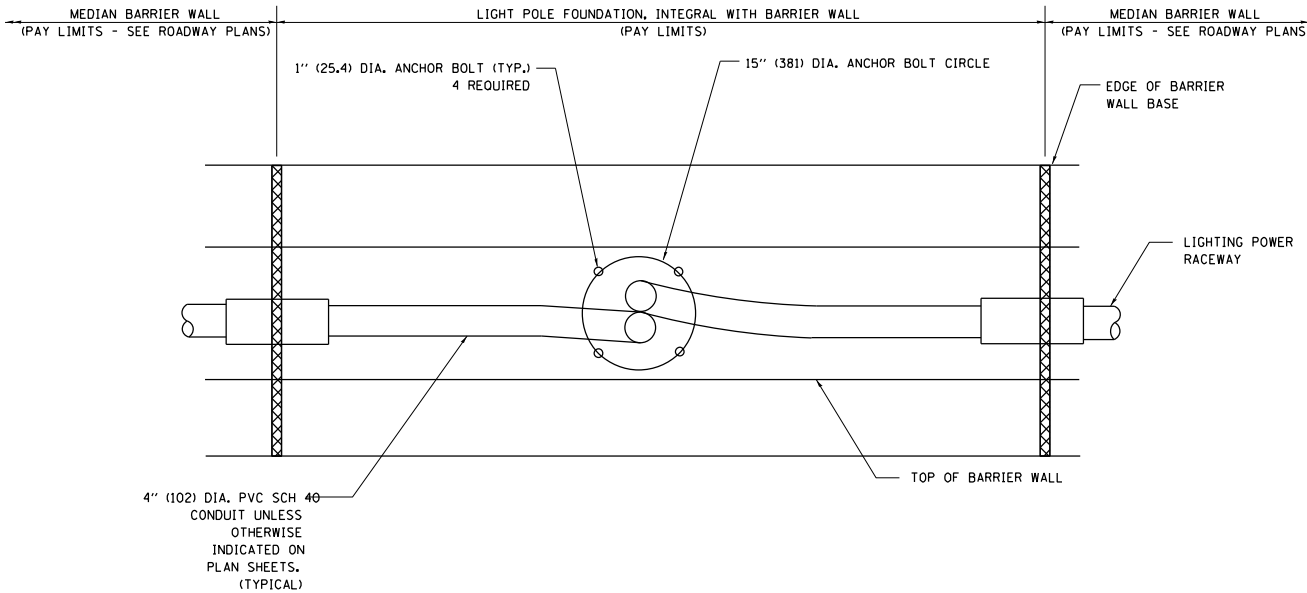 MEDIAN BARRIER WALL
(PAY LIMITS - SEE ROADWAY PLANS)
LIGHT POLE FOUNDATION, INTEGRAL WITH BARRIER WALL
(PAY LIMITS)
MEDIAN BARRIER WALL
(PAY LIMITS - SEE ROADWAY PLANS
1'' (25.4) DIA. ANCHOR BOLT (TYP.)
4 REQUIRED
15'' (381) DIA. ANCHOR BOLT CIRCLE
EDGE OF BARRIER
WALL BASE
LIGHTING POWER
RACEWAY
TOP OF BARRIER WALL
4'' (102) DIA. PVC SCH 40
CONDUIT UNLESS
OTHERWISE
INDICATED ON
PLAN SHEETS.
(TYPICAL)